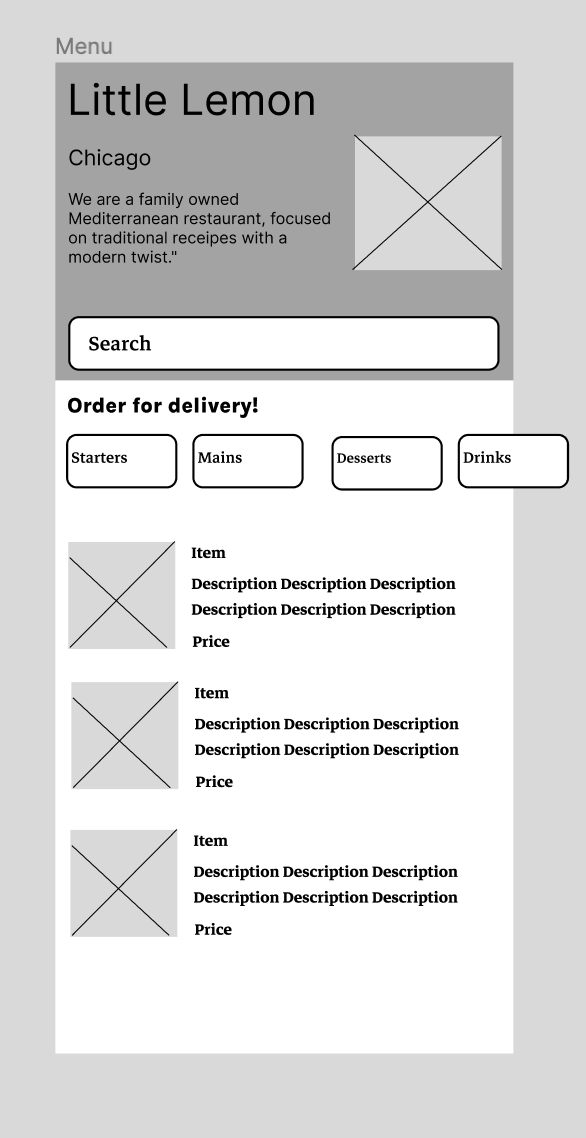 Menu
Little Lemon
Chicago
We are a family owned
Mediterranean restaurant, focused
on traditional receipes with a
modern twist."
Search
Order for delivery!
Starters
Mains
Desserts
Drinks
Item
Description Description Description
Description Description Description
Price
Item
Description Description Description
Description Description Description
Price
Item
Description Description Description
Description Description Description
Price